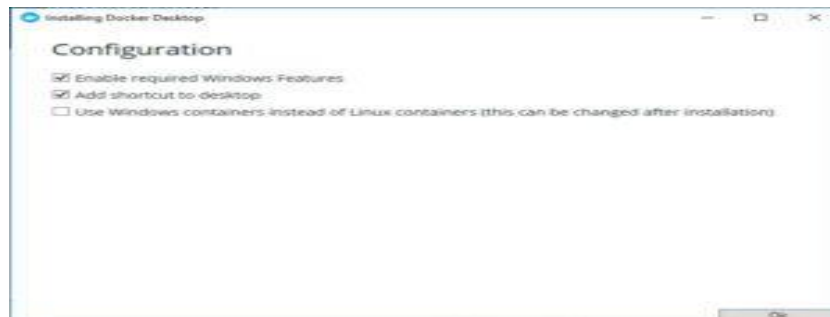 Installing Docker Desktop
Configuration
Enable required Windows Features
Add shortcut to desktop
Use Windows containers instead of Linux containers (this can be changed after installation)
Ok